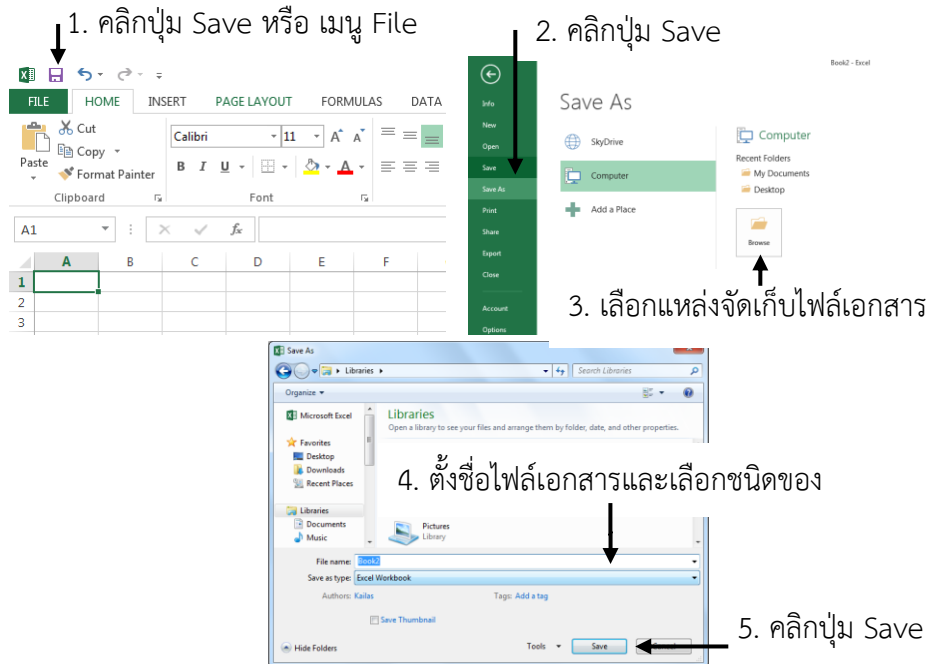 1. คลิกปุ่ม Save หรือ เมนู File
FILE HOME INSERT PAGE LAYOUT FORMULAS DATA
Cut
Copy
Format Painter
Paste
Calibri 11 A A
B I U A
Clipboard Font
A1 fx
A B C D E F
1
2
3
2. คลิกปุ่ม Save
Book2 - Excel
Info
New
Open
Save
Save As
Print
Share
Export
Close
Account
Options
Save As
SkyDrive
Computer
Add a Place
Computer
Recent Folders
My Documents
Desktop
Browse
3. เลือกแหล่งจัดเก็บไฟล์เอกสาร
Save As
Libraries
Search Libraries
Organize
Microsoft Excel
Favorites
Desktop
Downloads
Recent Places
Libraries
Documents
Music
Libraries
Open a library to see your files and arrange them by folder, date, and other properties.
4. ตั้งชื่อไฟล์เอกสารและเลือกชนิดของ
Pictures
Library
File name: Book2
Save as type: Excel Workbook
Authors: Kailas Tags: Add a tag
Save Thumbnail
Hide Folders Tools Save
5. คลิกปุ่ม Save